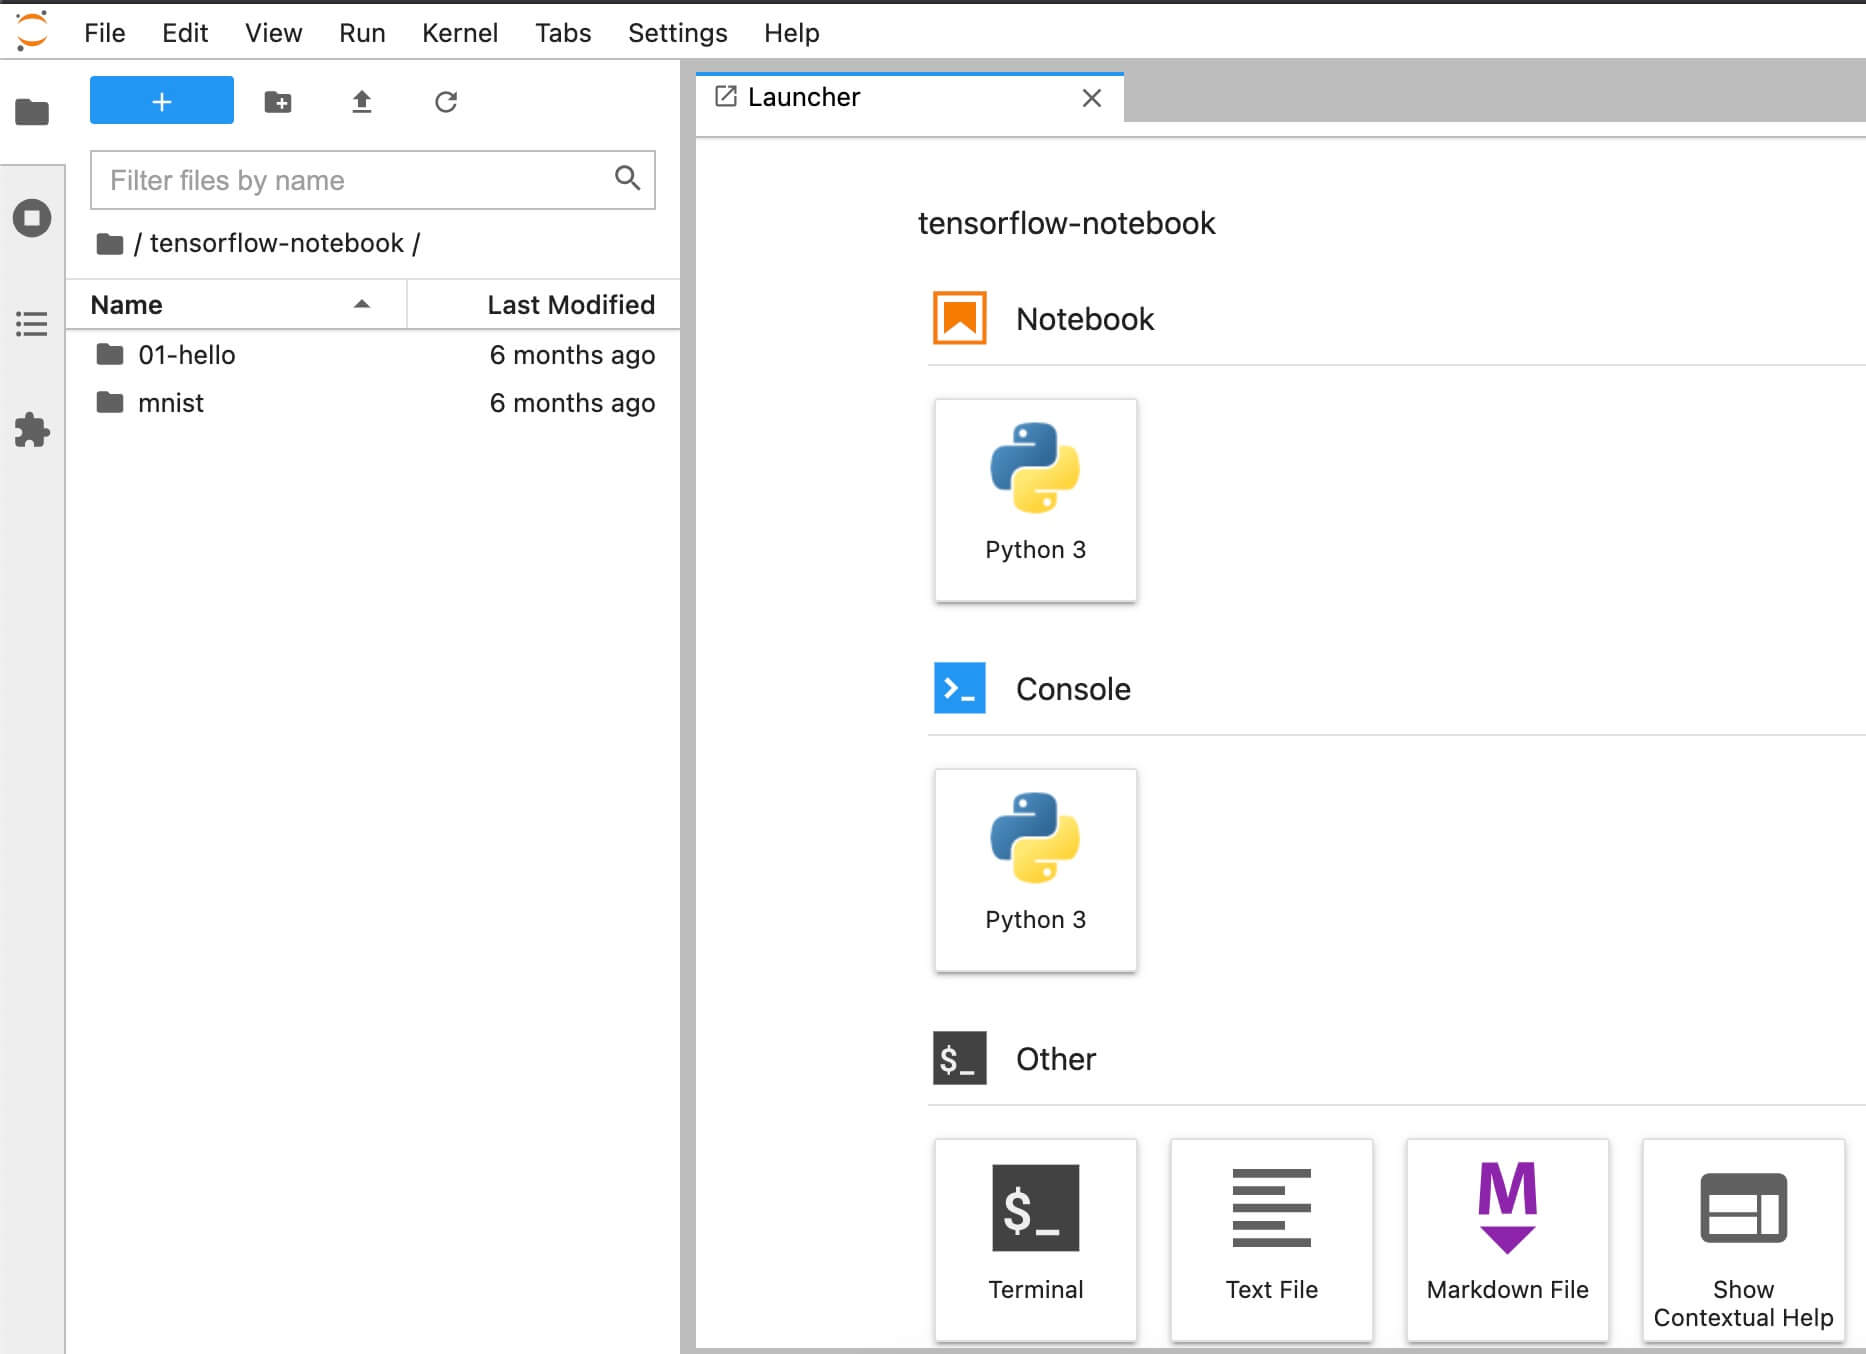 File Edit View Run Kernel Tabs Settings Help
+
Launcher
Filter files by name
/ tensorflow-notebook /
Name Last Modified
01-hello 6 months ago
mnist 6 months ago
tensorflow-notebook
Notebook
Python 3
>_ Console
Python 3
$_ Other
$_
Terminal
Text File
M
Markdown File
Show
Contextual Help